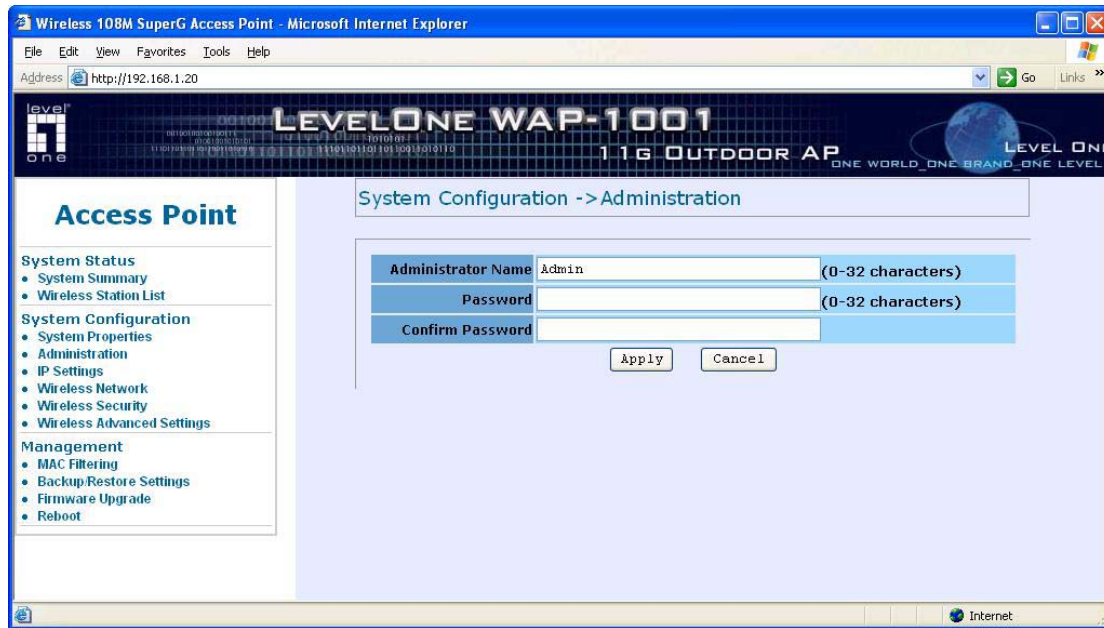 Wireless 108M SuperG Access Point - Microsoft Internet Explorer
File Edit View Favorites Tools Help
Address http://192.168.1.20 Go Links »
level one
LEVELONE WAP-1001
11G OUTDOOR AP
LEVEL ON
ONE WORLD_ONE BRAND_ONE LEVEL
Access Point
System Status
• System Summary
• Wireless Station List
System Configuration
• System Properties
• Administration
• IP Settings
• Wireless Network
• Wireless Security
• Wireless Advanced Settings
Management
• MAC Filtering
• Backup/Restore Settings
• Firmware Upgrade
• Reboot
System Configuration ->Administration
Administrator Name Admin (0-32 characters)
Password (0-32 characters)
Confirm Password
Apply Cancel
Internet